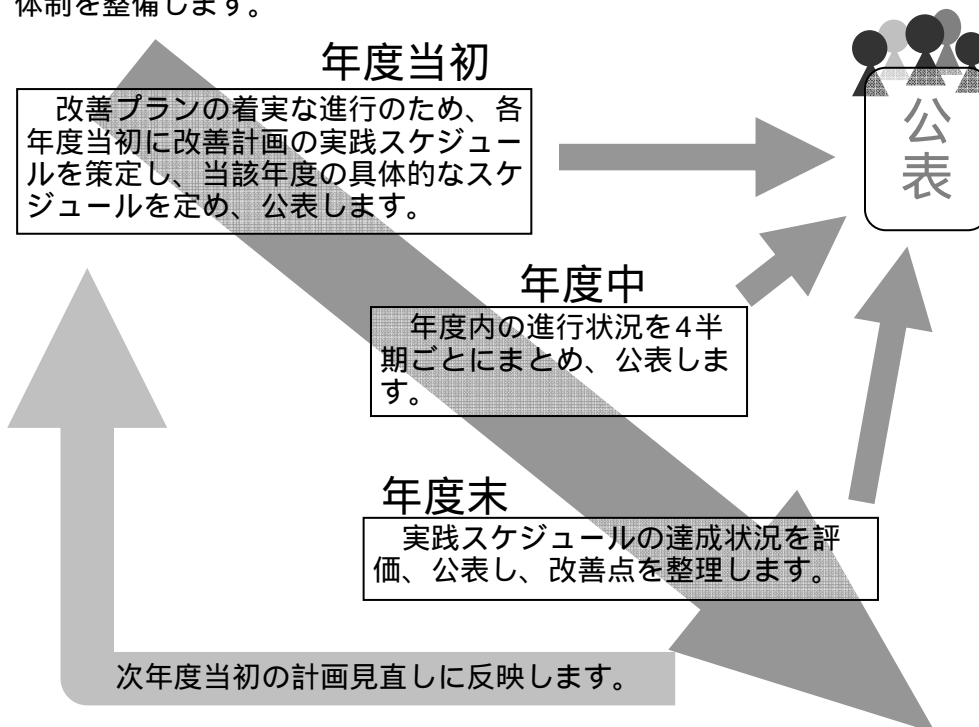 体制を整備します。
年度当初
改善プランの着実な進行のため、各
年度当初に改善計画の実践スケジュー
ルを策定し、当該年度の具体的なスケ
ジュールを定め、公表します。
公表
年度中
年度内の進行状況を4半
期ごとにまとめ、公表しま
す。
年度末
実践スケジュールの達成状況を評
価、公表し、改善点を整理します。
次年度当初の計画見直しに反映します。